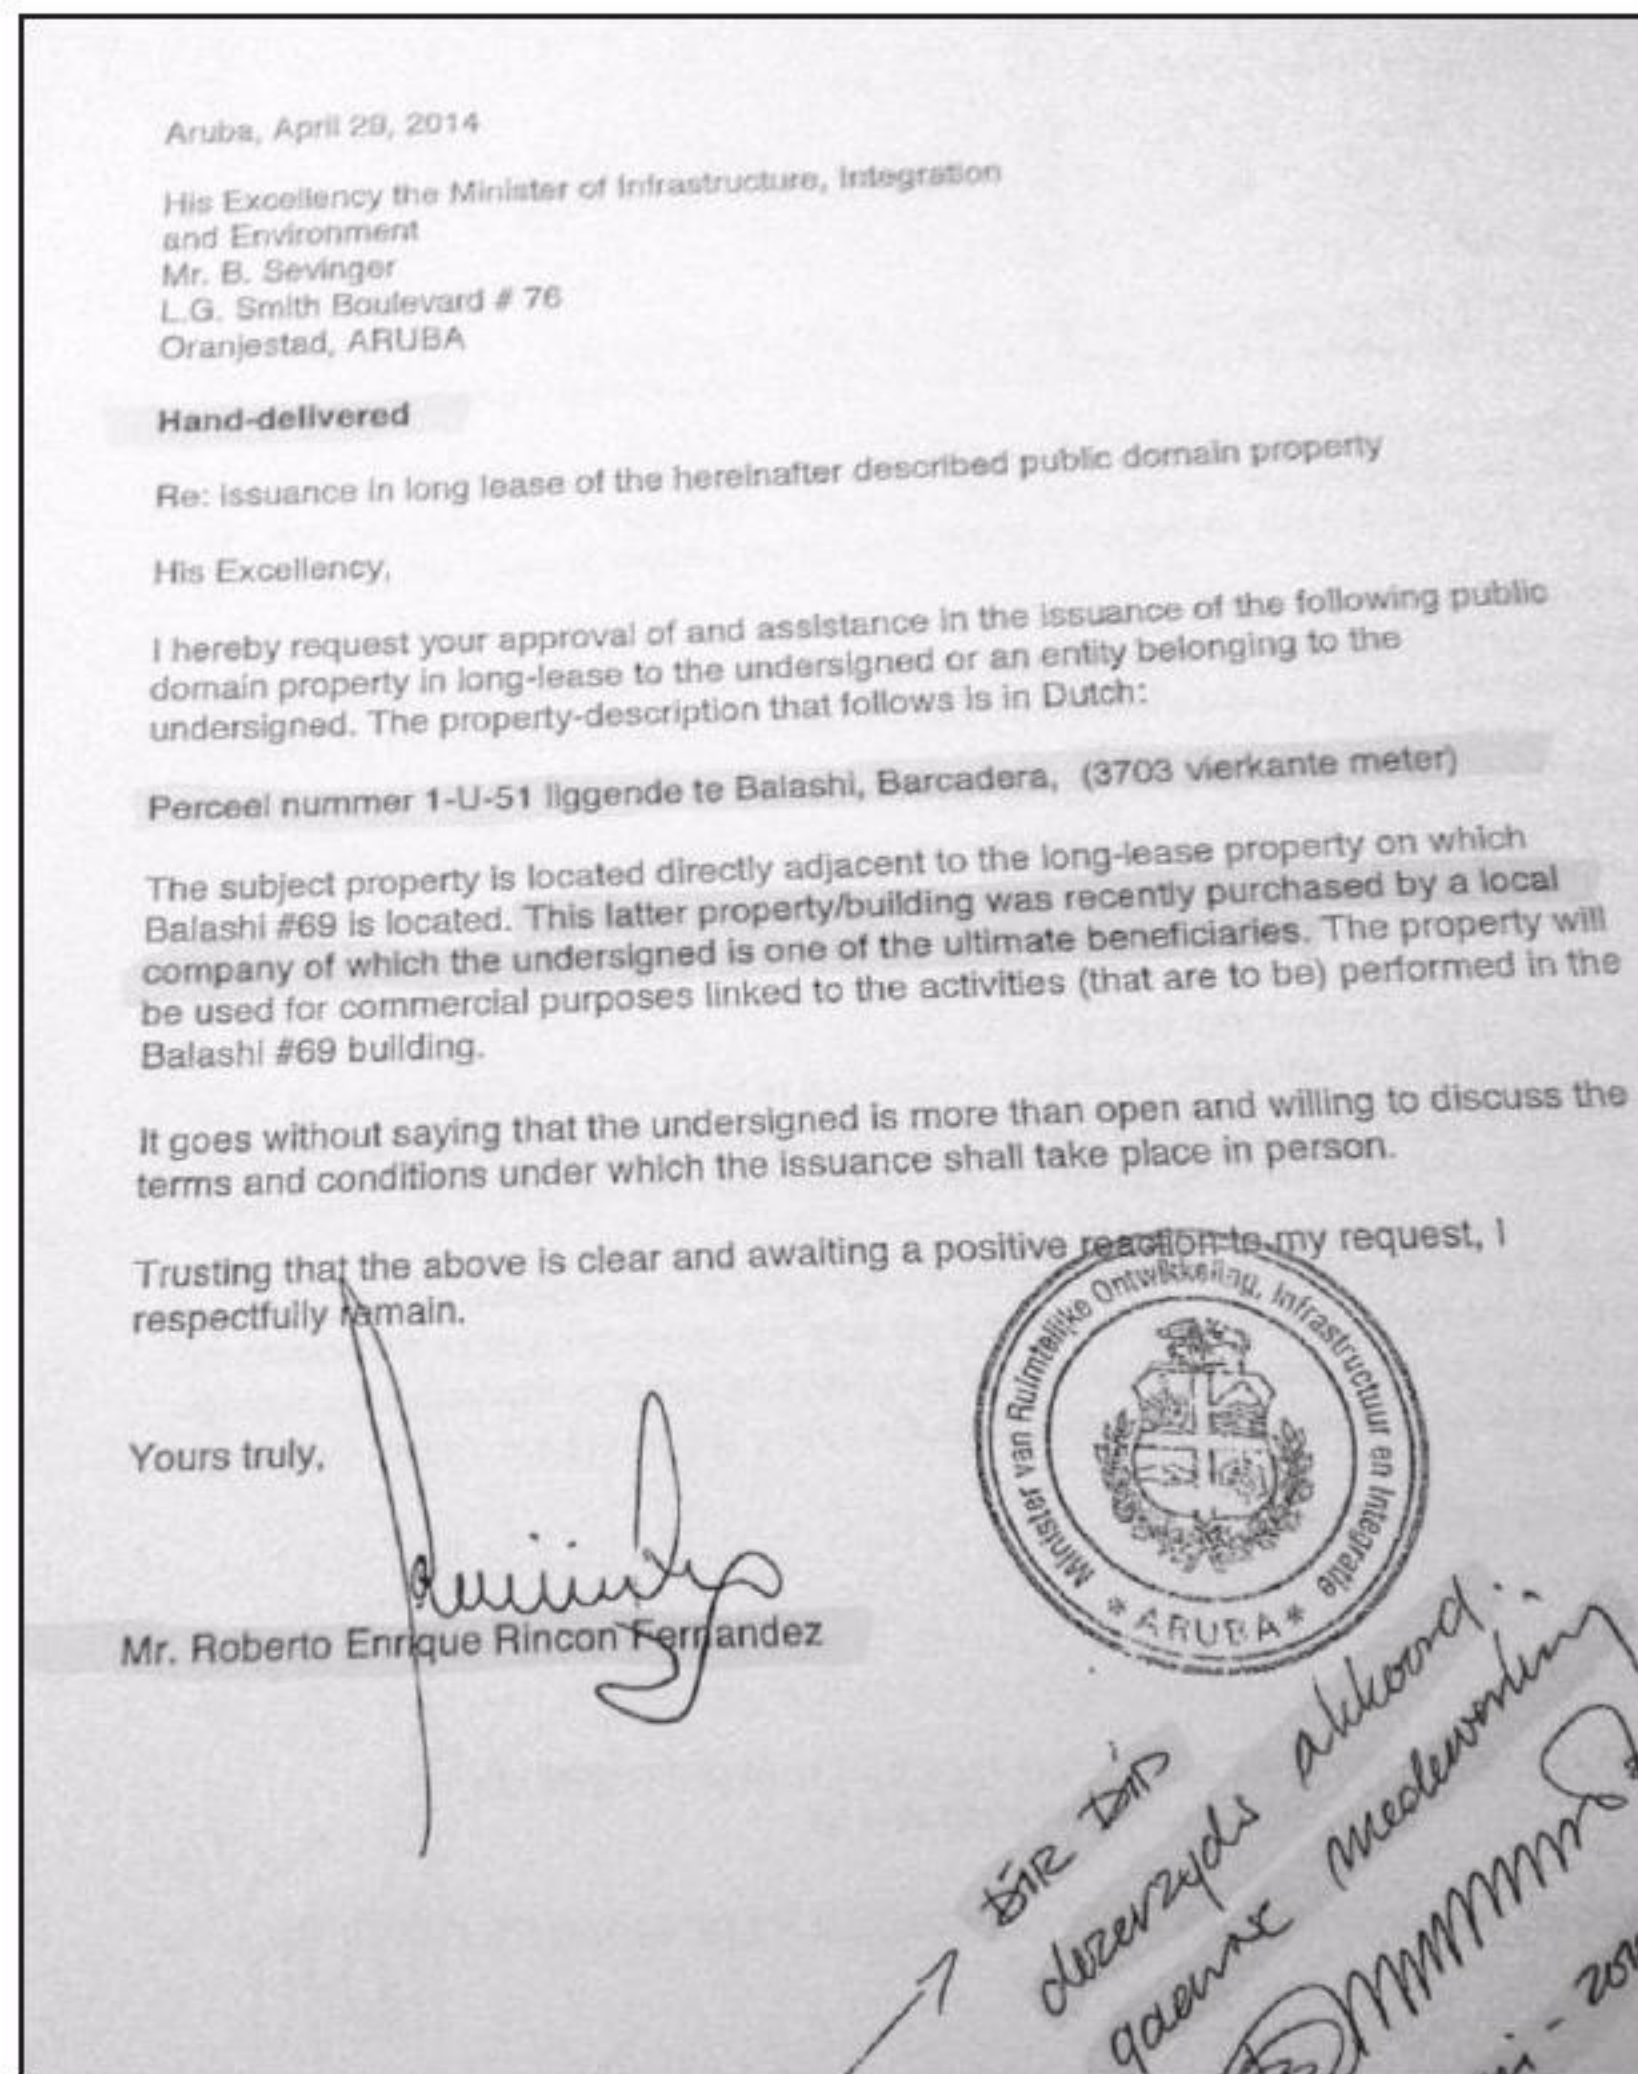 Aruba, April 29, 2014
His Excellency the Minister of Infrastructure, Integration
and Environment
Mr. B. Sevinger
L.G. Smith Boulevard # 76
Oranjestad, ARUBA
Hand-delivered
Re: issuance in long lease of the hereinafter described public domain property
His Excellency,
I hereby request your approval of and assistance in the issuance of the following public
domain property in long-lease to the undersigned or an entity belonging to the
undersigned. The property-description that follows is in Dutch:
Perceel nummer 1-U-51 liggende te Balashi, Barcadera, (3703 vierkante meter)
The subject property is located directly adjacent to the long-lease property on which
Balashi #69 is located. This latter property/building was recently purchased by a local
company of which the undersigned is one of the ultimate beneficiaries. The property will
be used for commercial purposes linked to the activities (that are to be) performed in the
Balashi #69 building.
It goes without saying that the undersigned is more than open and willing to discuss the
terms and conditions under which the issuance shall take place in person.
Trusting that the above is clear and awaiting a positive reaction to my request, I
respectfully remain.
Yours truly,
Mr. Roberto Enrique Rincon Fernandez
Minister van Ruimtelijke Ontwikkeling, Infrastructuur en Integratie
* ARUBA *
DIR DIP
dezerzyds akkoord.
gaarne medewerking